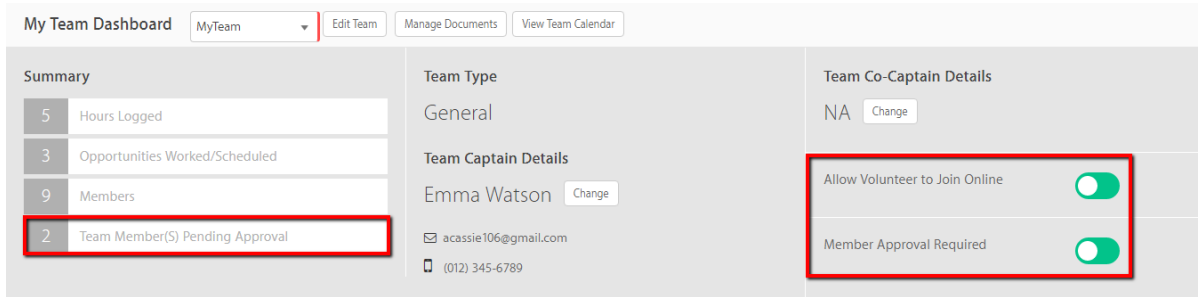 My Team Dashboard MyTeam Edit Team Manage Documents View Team Calendar
Summary
5 Hours Logged
3 Opportunities Worked/Scheduled
9 Members
2 Team Member(S) Pending Approval
Team Type
General
Team Captain Details
Emma Watson Change
acassie106@gmail.com
(012) 345-6789
Team Co-Captain Details
NA Change
Allow Volunteer to Join Online
Member Approval Required